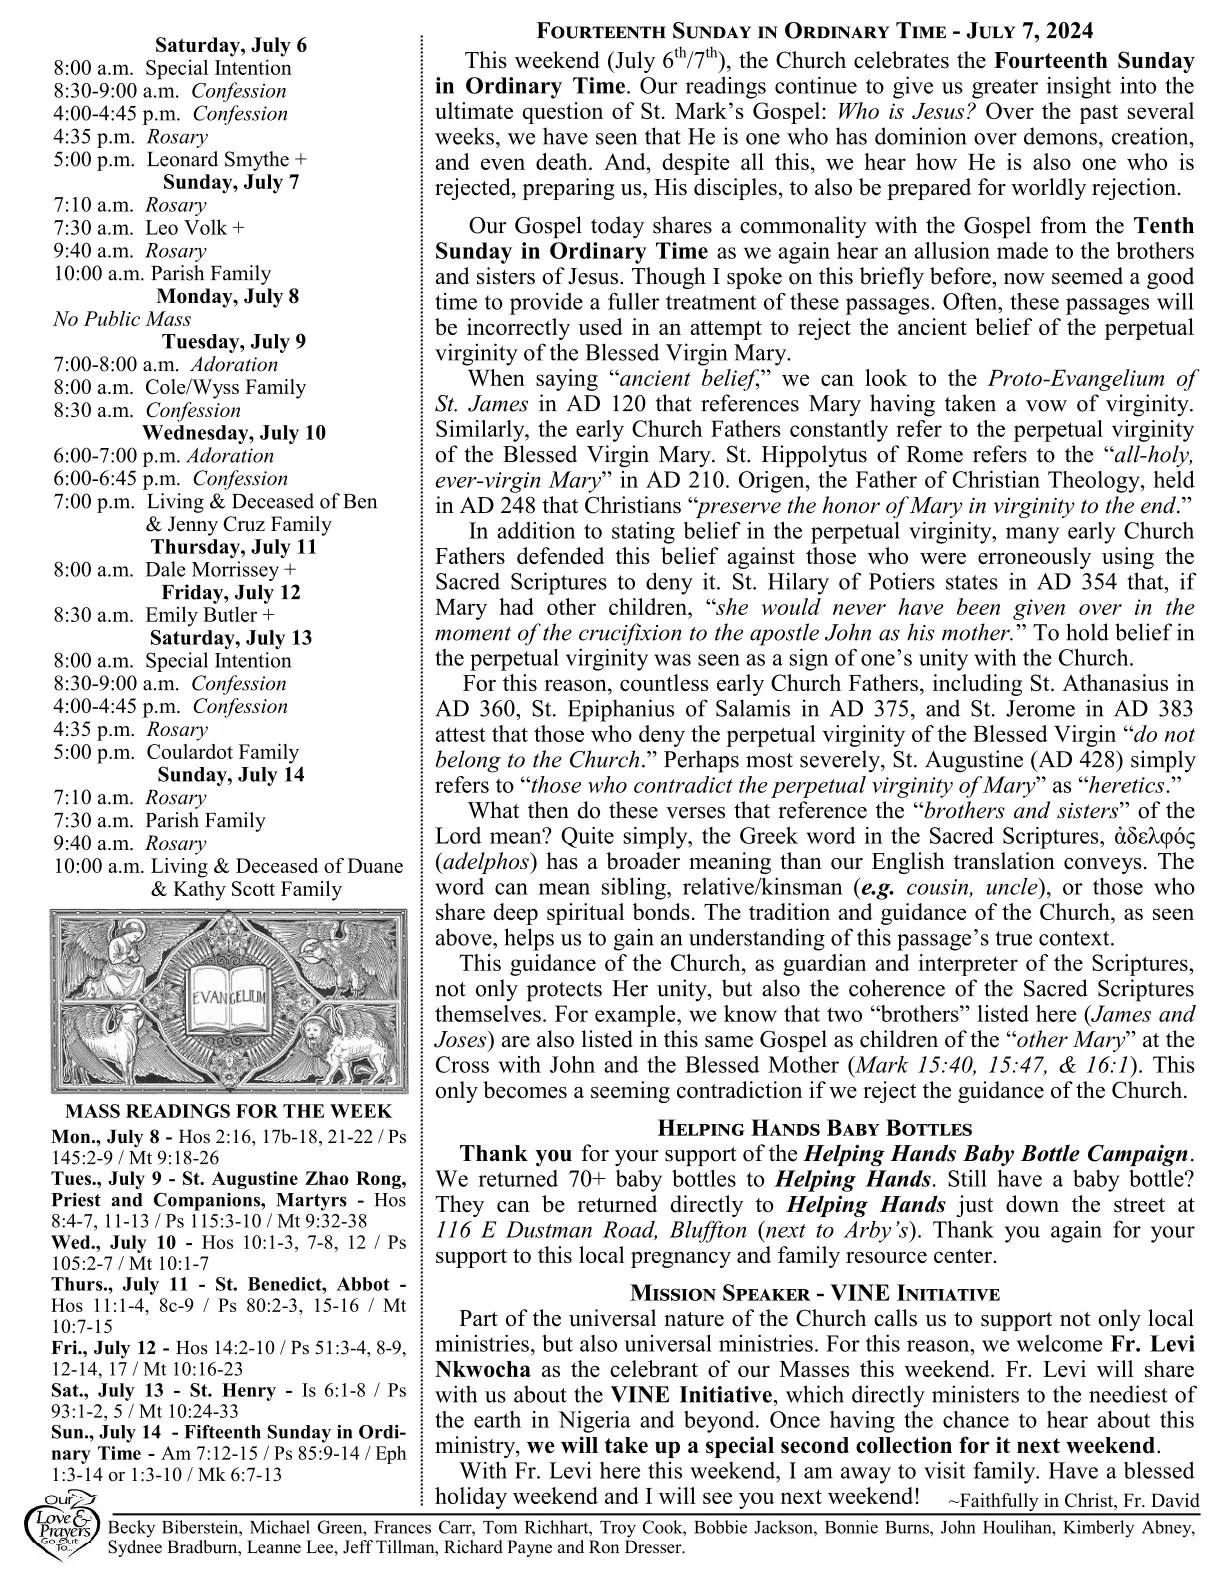 Saturday, July 6
8:00 a.m. Special Intention
8:30-9:00 a.m. Confession
4:00-4:45 p.m. Confession
4:35 p.m. Rosary
5:00 p.m. Leonard Smythe +
Sunday, July 7
7:10 a.m. Rosary
7:30 a.m. Leo Volk +
9:40 a.m. Rosary
10:00 a.m. Parish Family
Monday, July 8
No Public Mass
Tuesday, July 9
7:00-8:00 a.m. Adoration
8:00 a.m. Cole/Wyss Family
8:30 a.m. Confession
Wednesday, July 10
6:00-7:00 p.m. Adoration
6:00-6:45 p.m. Confession
7:00 p.m. Living & Deceased of Ben
& Jenny Cruz Family
Thursday, July 11
8:00 a.m. Dale Morrissey +
Friday, July 12
8:30 a.m. Emily Butler +
Saturday, July 13
8:00 a.m. Special Intention
8:30-9:00 a.m. Confession
4:00-4:45 p.m. Confession
4:35 p.m. Rosary
5:00 p.m. Coulardot Family
Sunday, July 14
7:10 a.m. Rosary
7:30 a.m. Parish Family
9:40 a.m. Rosary
10:00 a.m. Living & Deceased of Duane
& Kathy Scott Family
EVANGELIUM
MASS READINGS FOR THE WEEK
Mon., July 8 - Hos 2:16, 17b-18, 21-22 / Ps
145:2-9 / Mt 9:18-26
Tues., July 9 - St. Augustine Zhao Rong,
Priest and Companions, Martyrs - Hos
8:4-7, 11-13 / Ps 115:3-10 / Mt 9:32-38
Wed., July 10 - Hos 10:1-3, 7-8, 12 / Ps
105:2-7 / Mt 10:1-7
Thurs., July 11 - St. Benedict, Abbot -
Hos 11:1-4, 8c-9 / Ps 80:2-3, 15-16 / Mt
10:7-15
Fri., July 12 - Hos 14:2-10 / Ps 51:3-4, 8-9,
12-14, 17 / Mt 10:16-23
Sat., July 13 - St. Henry - Is 6:1-8 / Ps
93:1-2, 5 / Mt 10:24-33
Sun., July 14 - Fifteenth Sunday in Ordi-
nary Time - Am 7:12-15 / Ps 85:9-14 / Eph
1:3-14 or 1:3-10 / Mk 6:7-13
FOURTEENTH SUNDAY IN ORDINARY TIME - JULY 7, 2024
This weekend (July 6th/7th), the Church celebrates the Fourteenth Sunday
in Ordinary Time. Our readings continue to give us greater insight into the
ultimate question of St. Mark's Gospel: Who is Jesus? Over the past several
weeks, we have seen that He is one who has dominion over demons, creation,
and even death. And, despite all this, we hear how He is also one who is
rejected, preparing us, His disciples, to also be prepared for worldly rejection.
Our Gospel today shares a commonality with the Gospel from the Tenth
Sunday in Ordinary Time as we again hear an allusion made to the brothers
and sisters of Jesus. Though I spoke on this briefly before, now seemed a good
time to provide a fuller treatment of these passages. Often, these passages will
be incorrectly used in an attempt to reject the ancient belief of the perpetual
virginity of the Blessed Virgin Mary.
When saying “ancient belief,” we can look to the Proto-Evangelium of
St. James in AD 120 that references Mary having taken a vow of virginity.
Similarly, the early Church Fathers constantly refer to the perpetual virginity
of the Blessed Virgin Mary. St. Hippolytus of Rome refers to the “all-holy,
ever-virgin Mary” in AD 210. Origen, the Father of Christian Theology, held
in AD 248 that Christians “preserve the honor of Mary in virginity to the end.”
In addition to stating belief in the perpetual virginity, many early Church
Fathers defended this belief against those who were erroneously using the
Sacred Scriptures to deny it. St. Hilary of Potiers states in AD 354 that, if
Mary had other children, “she would never have been given over in the
moment of the crucifixion to the apostle John as his mother.” To hold belief in
the perpetual virginity was seen as a sign of one's unity with the Church.
For this reason, countless early Church Fathers, including St. Athanasius in
AD 360, St. Epiphanius of Salamis in AD 375, and St. Jerome in AD 383
attest that those who deny the perpetual virginity of the Blessed Virgin “do not
belong to the Church.” Perhaps most severely, St. Augustine (AD 428) simply
refers to “those who contradict the perpetual virginity of Mary” as “heretics.”
What then do these verses that reference the “brothers and sisters” of the
Lord mean? Quite simply, the Greek word in the Sacred Scriptures, ἀδελφός
(adelphos) has a broader meaning than our English translation conveys. The
word can mean sibling, relative/kinsman (e.g. cousin, uncle), or those who
share deep spiritual bonds. The tradition and guidance of the Church, as seen
above, helps us to gain an understanding of this passage's true context.
This guidance of the Church, as guardian and interpreter of the Scriptures,
not only protects Her unity, but also the coherence of the Sacred Scriptures
themselves. For example, we know that two “brothers” listed here (James and
Joses) are also listed in this same Gospel as children of the “other Mary” at the
Cross with John and the Blessed Mother (Mark 15:40, 15:47, & 16:1). This
only becomes a seeming contradiction if we reject the guidance of the Church.
HELPING HANDS BABY BOTTLES
Thank you for your support of the Helping Hands Baby Bottle Campaign.
We returned 70+ baby bottles to Helping Hands. Still have a baby bottle?
They can be returned directly to Helping Hands just down the street at
116 E Dustman Road, Bluffton (next to Arby's). Thank you again for your
support to this local pregnancy and family resource center.
MISSION SPEAKER - VINE INITIATIVE
Part of the universal nature of the Church calls us to support not only local
ministries, but also universal ministries. For this reason, we welcome Fr. Levi
Nkwocha as the celebrant of our Masses this weekend. Fr. Levi will share
with us about the VINE Initiative, which directly ministers to the neediest of
the earth in Nigeria and beyond. Once having the chance to hear about this
ministry, we will take up a special second collection for it next weekend.
With Fr. Levi here this weekend, I am away to visit family. Have a blessed
holiday weekend and I will see you next weekend! ~Faithfully in Christ, Fr. David
Our
Love &
Prayers
Go Out
To...
Becky Biberstein, Michael Green, Frances Carr, Tom Richhart, Troy Cook, Bobbie Jackson, Bonnie Burns, John Houlihan, Kimberly Abney,
Sydnee Bradburn, Leanne Lee, Jeff Tillman, Richard Payne and Ron Dresser.